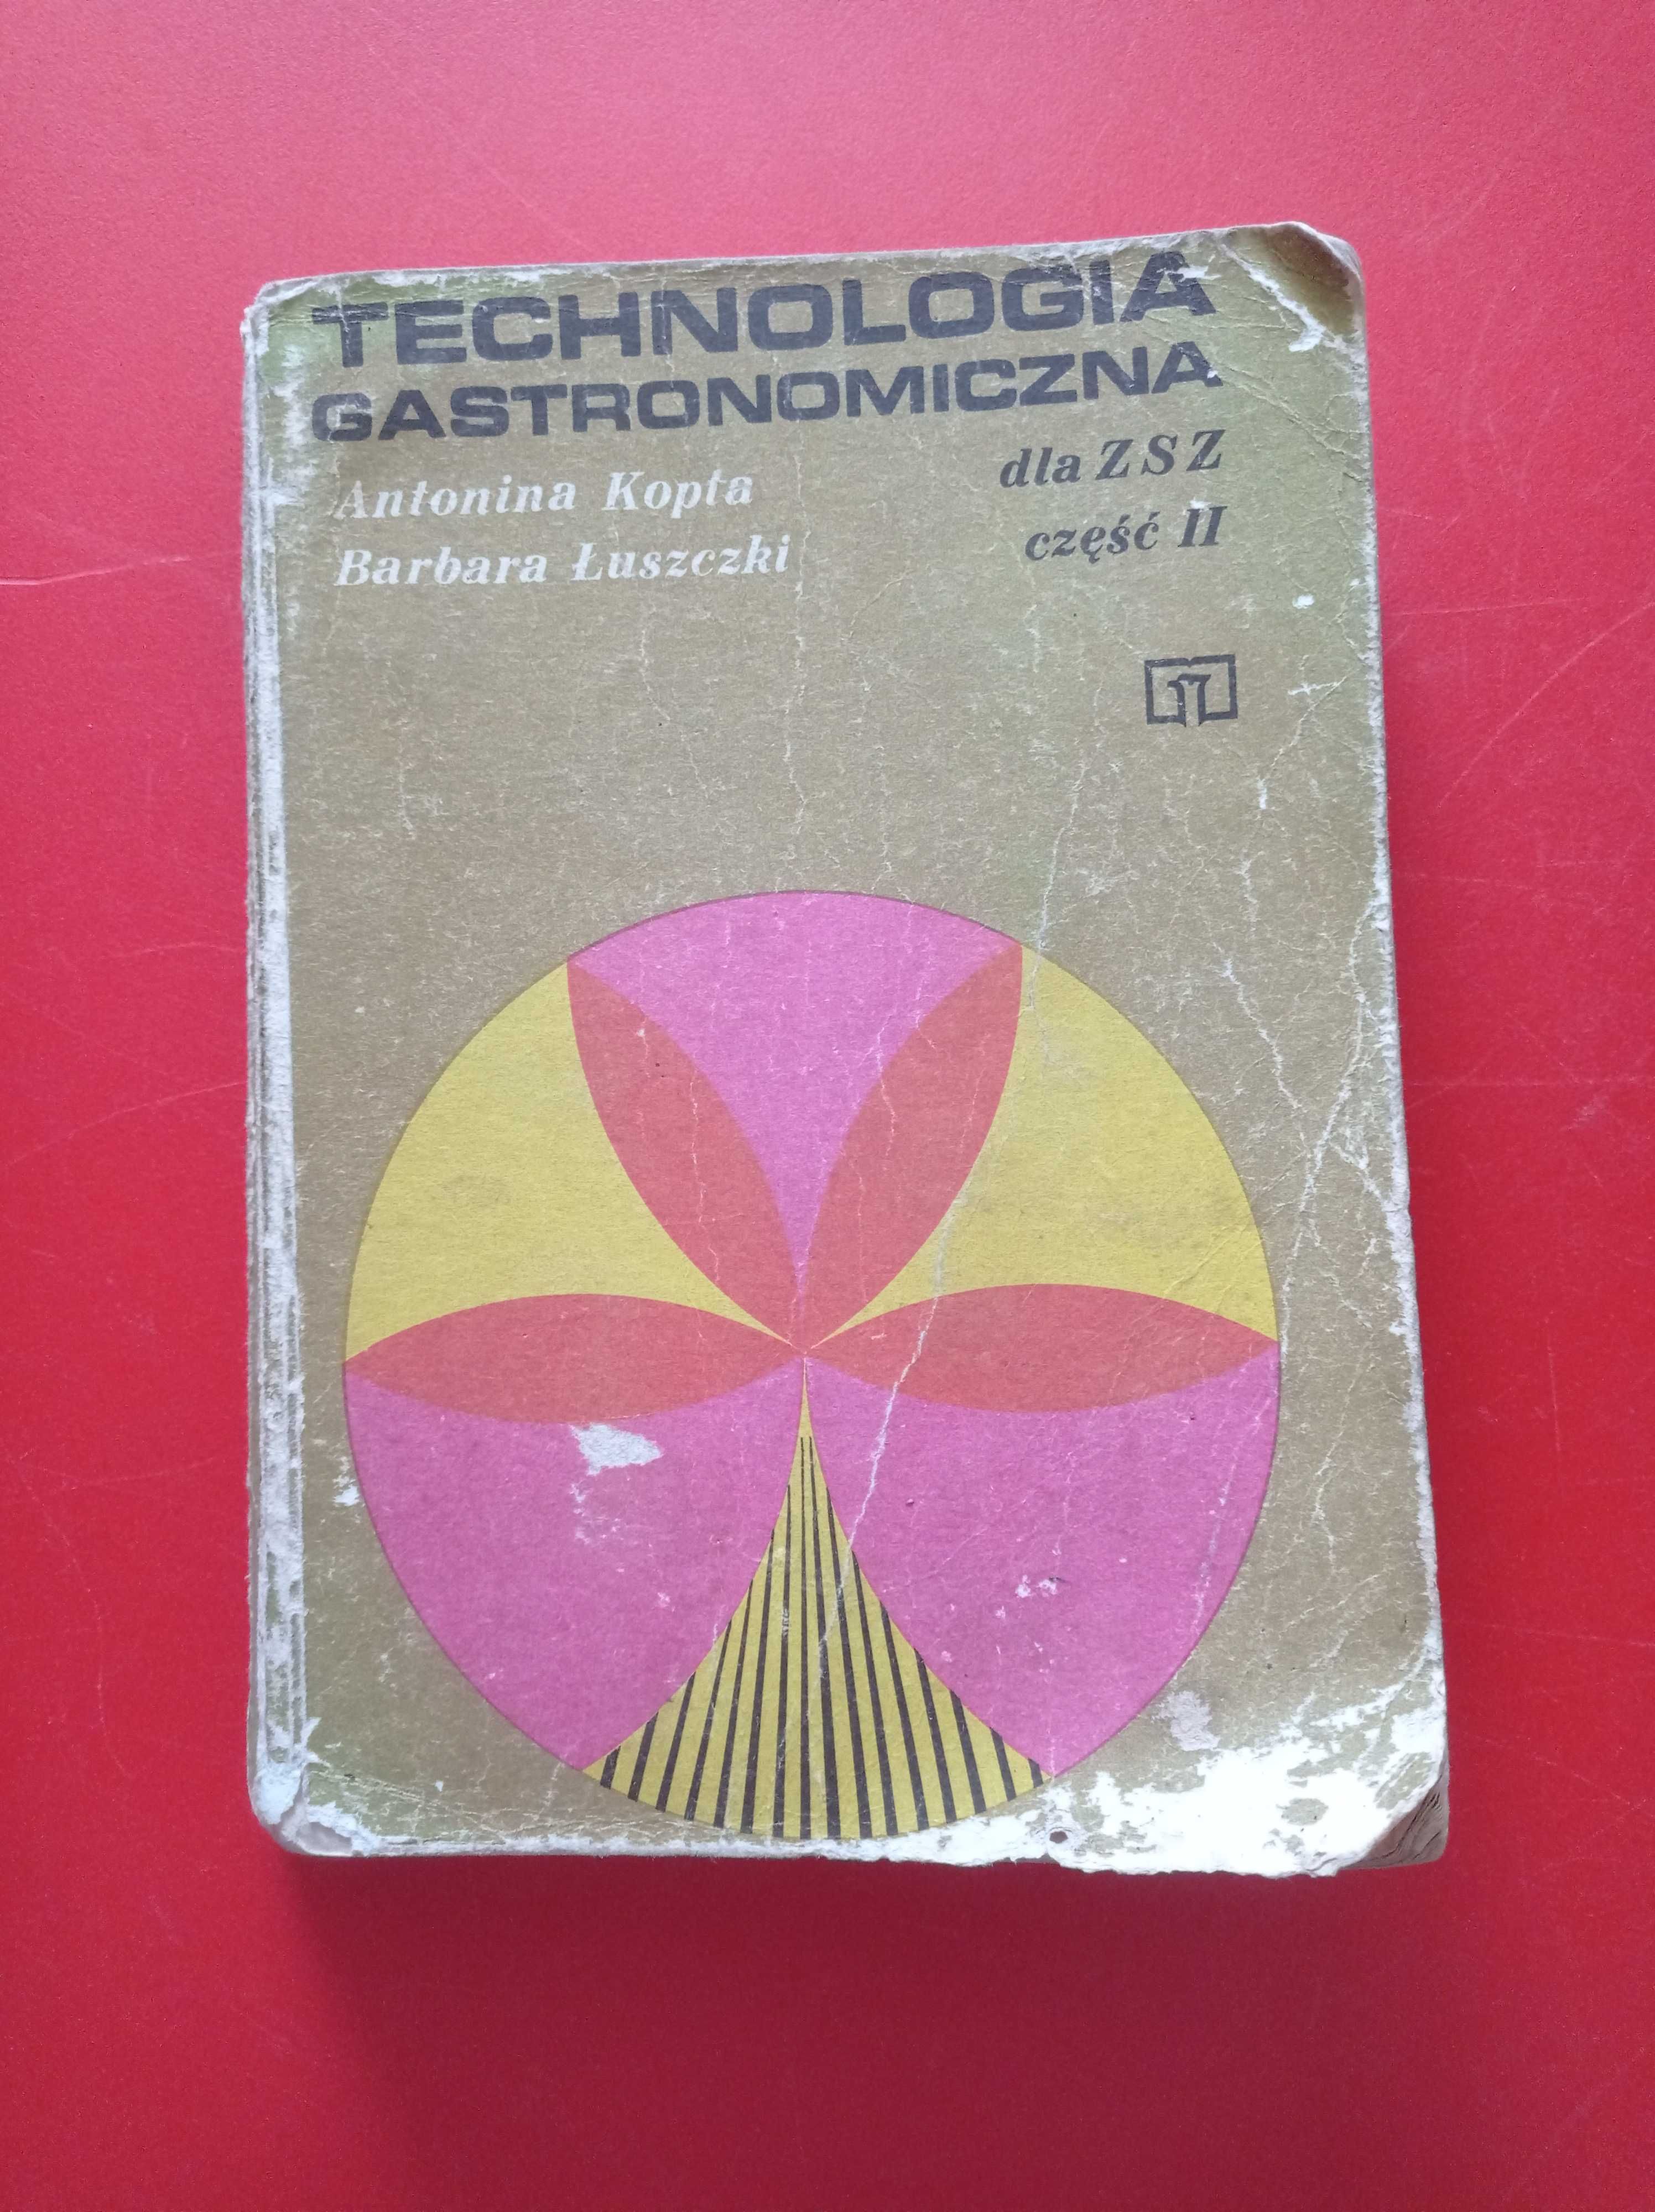 TECHNOLOGIA
GASTRONOMICZNA
Antonina Kopta
Barbara Łuszczki
dla ZSZ
część II